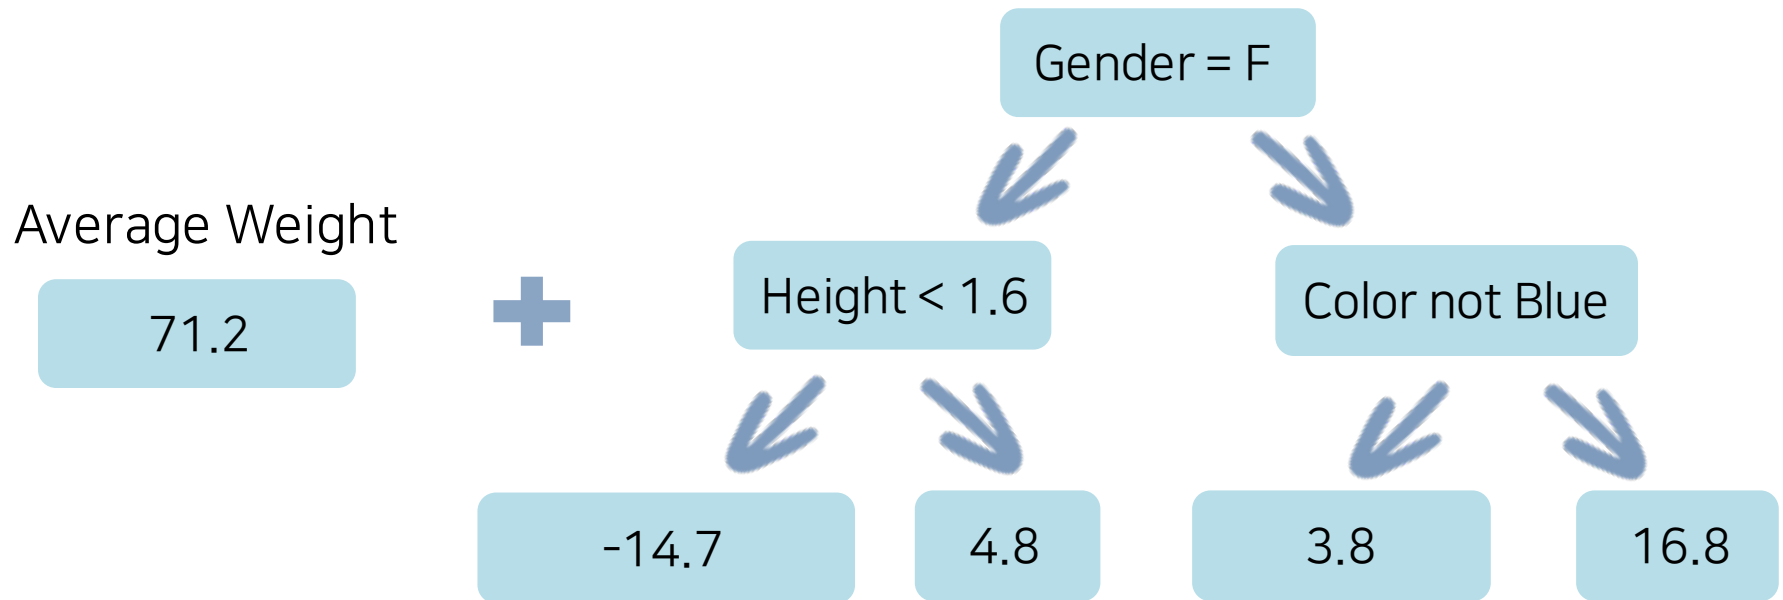 Gender = F
Average Weight
71.2
Height < 1.6
Color not Blue
-14.7
4.8
3.8
16.8